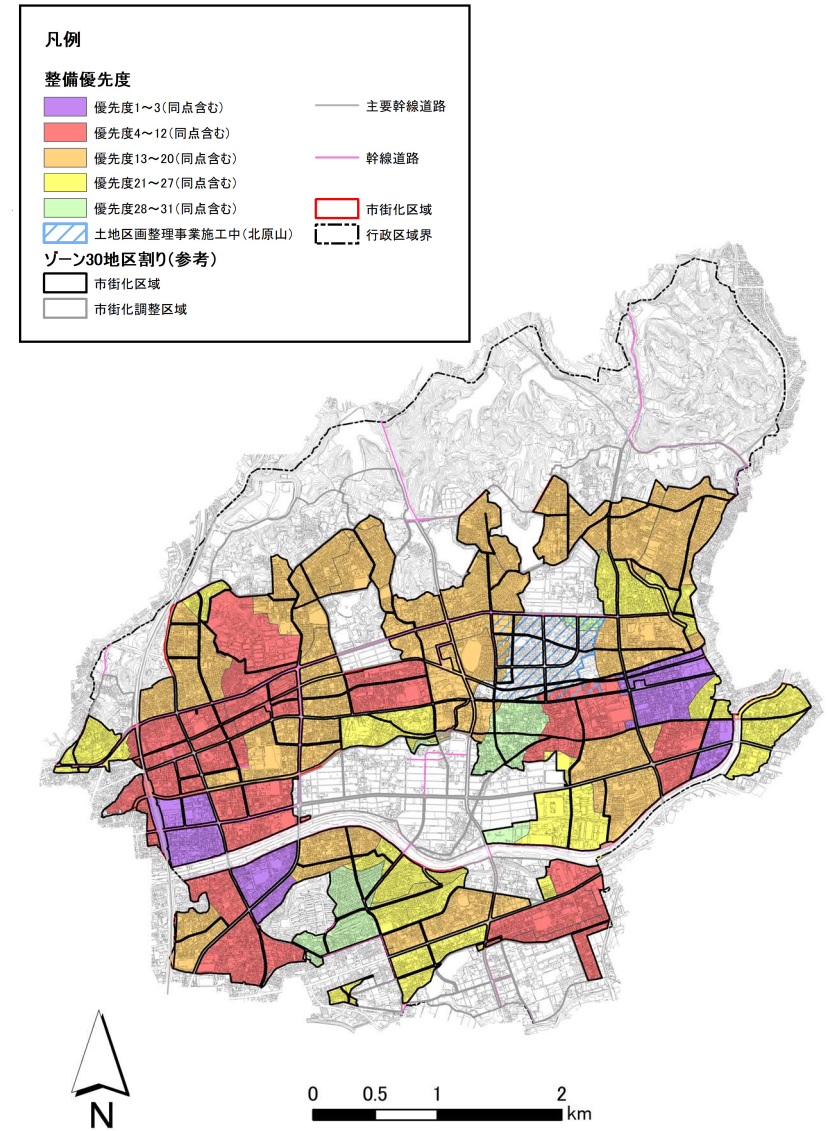 凡例
整備優先度
優先度1～3(同点含む)
優先度4～12(同点含む)
優先度13～20(同点含む)
優先度21～27(同点含む)
優先度28～31(同点含む)
土地区画整理事業施工中(北原山)
主要幹線道路
幹線道路
市街化区域
行政区域界
ゾーン30地区割り(参考)
市街化区域
市街化調整区域
N
0 0.5 1 2
km